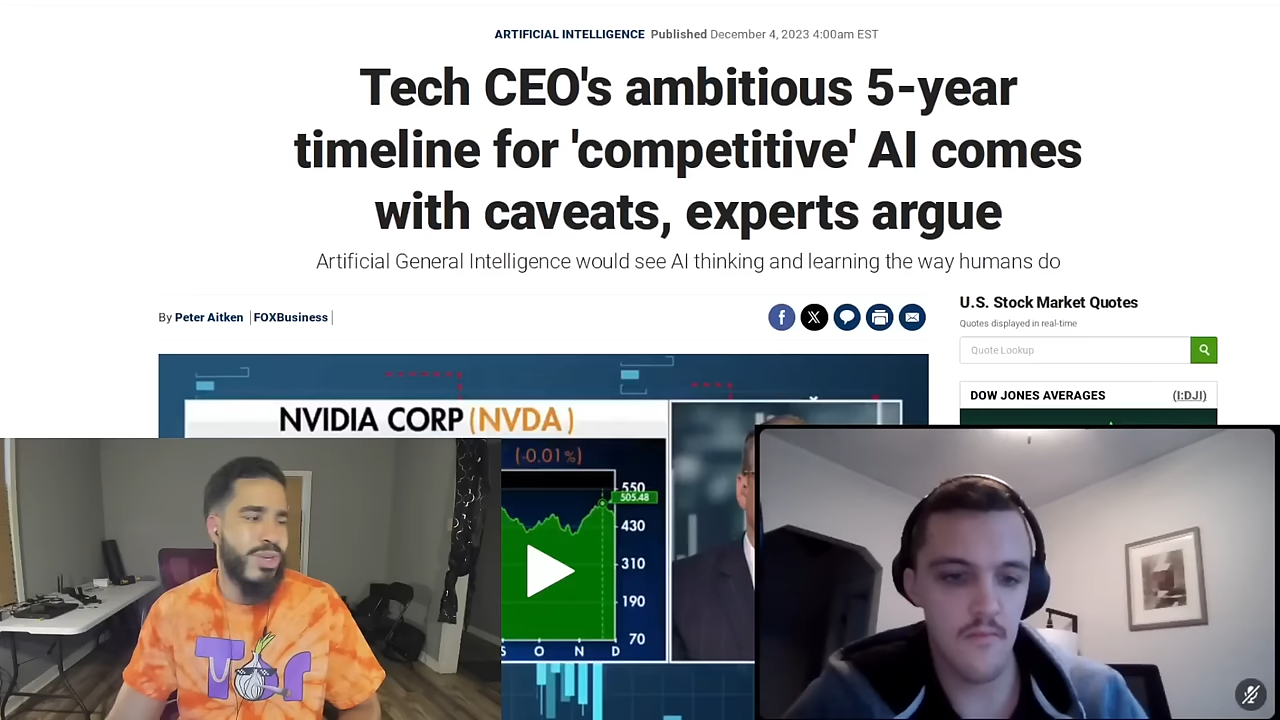 ARTIFICIAL INTELLIGENCE Published December 4, 2023 4:00am EST
Tech CEO's ambitious 5-year
timeline for 'competitive' AI comes
with caveats, experts argue
Artificial General Intelligence would see AI thinking and learning the way humans do
By Peter Aitken | FOXBusiness |
U.S. Stock Market Quotes
Quotes displayed in real-time
Quote Lookup
DOW JONES AVERAGES (I:DJI)
NVIDIA CORP (NVDA)
(-0.01%)
550
505.48
430
310
190
70
S O N D
Tor